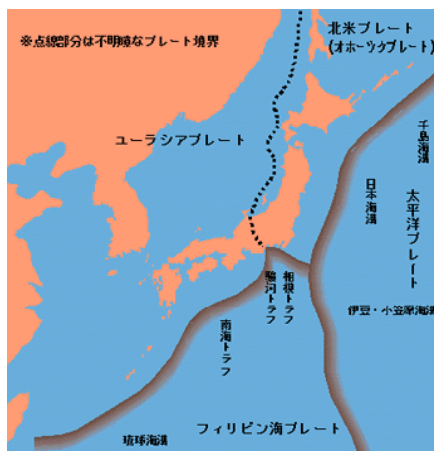 ※点線部分は不明瞭なプレート境界
北米プレート
(オホーツクプレート)
ユーラシアプレート
千島海溝
日本海溝
太平洋プレート
相模トラフ
駿河トラフ
伊豆・小笠原海溝
南海トラフ
フィリピン海プレート
琉球海溝